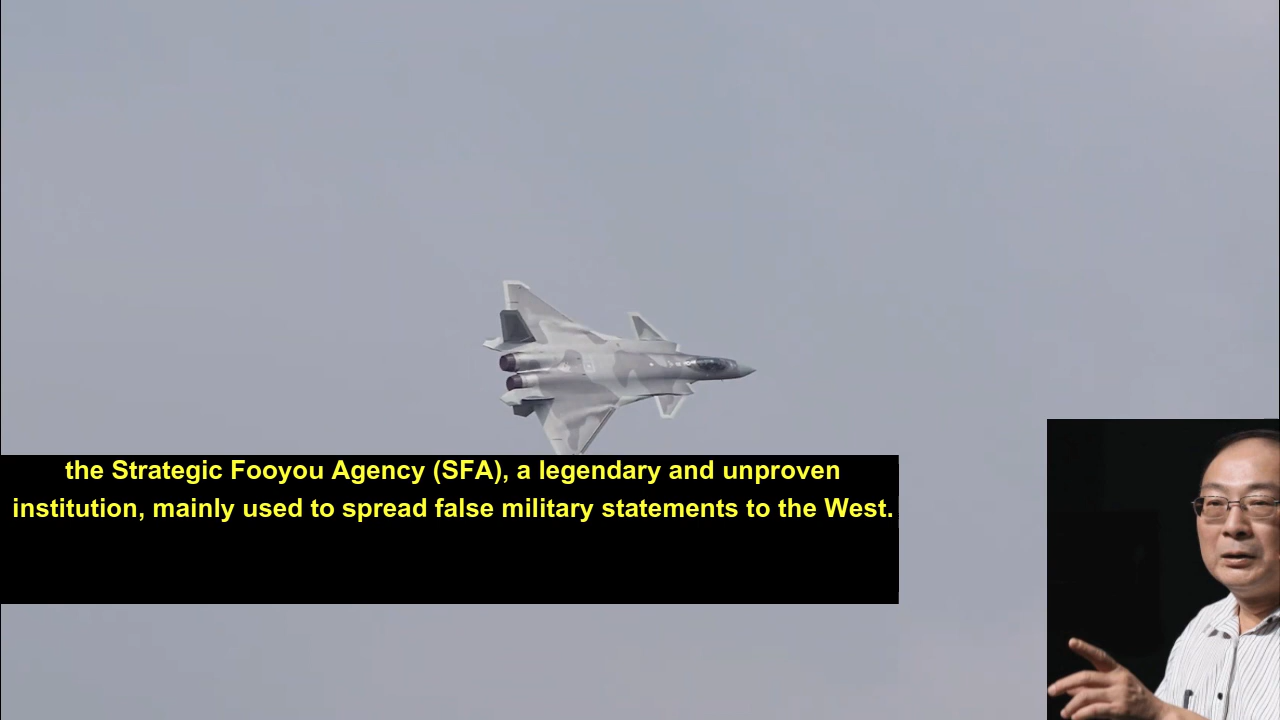 the Strategic Fooyou Agency (SFA), a legendary and unproven
institution, mainly used to spread false military statements to the West.